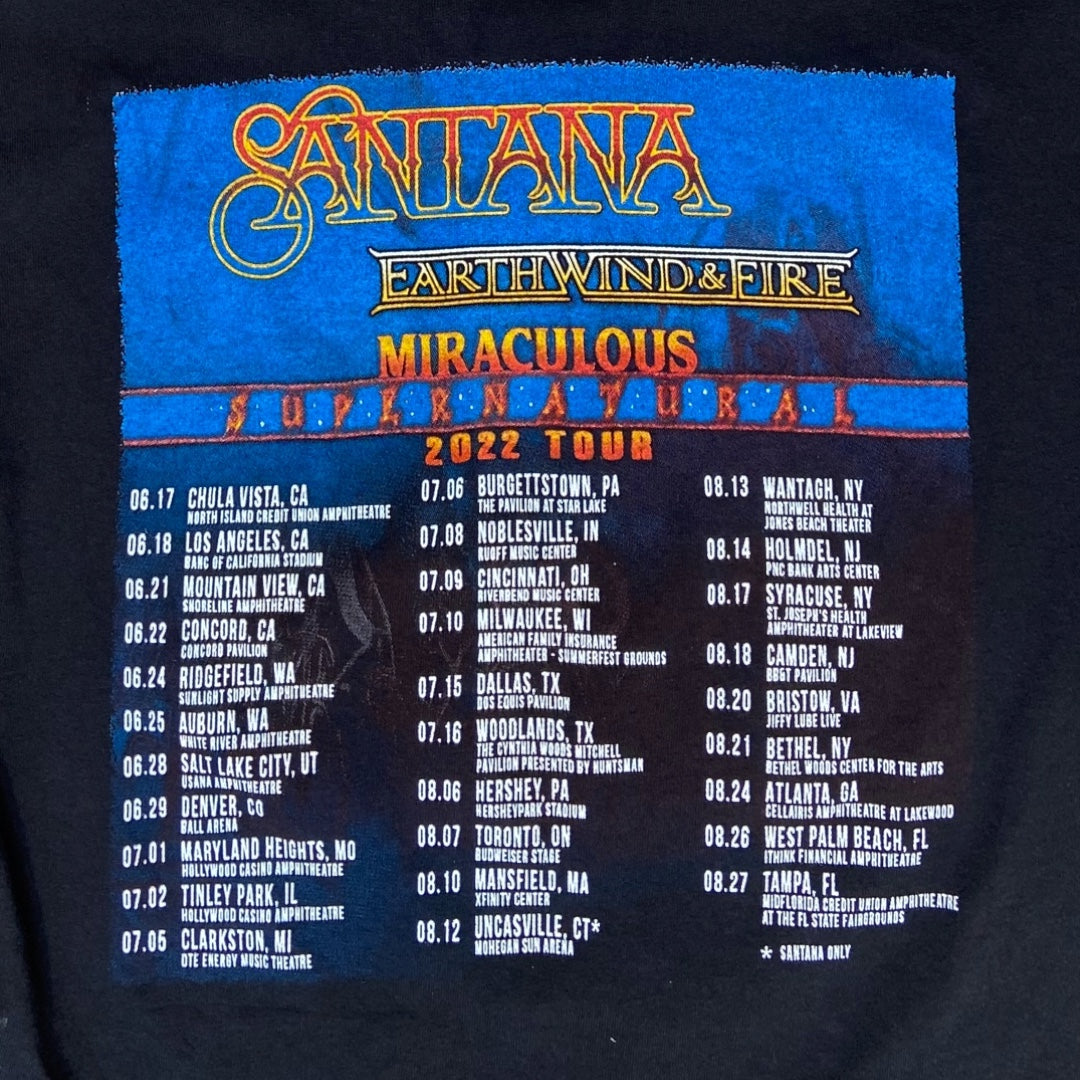 SANTANA
EARTH WIND & FIRE
MIRACULOUS
SUPERNATURAL
2022 TOUR
06.17 CHULA VISTA, CA
NORTH ISLAND CREDIT UNION AMPHITHEATRE
06.18 LOS ANGELES, CA
BANC OF CALIFORNIA STADIUM
06.21 MOUNTAIN VIEW, CA
SHORELINE AMPHITHEATRE
06.22 CONCORD, CA
CONCORD PAVILION
06.24 RIDGEFIELD, WA
SUNLIGHT SUPPLY AMPHITHEATRE
06.25 AUBURN, WA
WHITE RIVER AMPHITHEATRE
06.28 SALT LAKE CITY, UT
USANA AMPHITHEATRE
06.29 DENVER, CO
BALL ARENA
07.01 MARYLAND HEIGHTS, MO
HOLLYWOOD CASINO AMPHITHEATRE
07.02 TINLEY PARK, IL
HOLLYWOOD CASINO AMPHITHEATRE
07.05 CLARKSTON, MI
DTE ENERGY MUSIC THEATRE
07.06 BURGETTSTOWN, PA
THE PAVILION AT STAR LAKE
07.08 NOBLESVILLE, IN
RUOFF MUSIC CENTER
07.09 CINCINNATI, OH
RIVERBEND MUSIC CENTER
07.10 MILWAUKEE, WI
AMERICAN FAMILY INSURANCE
AMPHITHEATER - SUMMERFEST GROUNDS
07.15 DALLAS, TX
DOS EQUIS PAVILION
07.16 WOODLANDS, TX
THE CYNTHIA WOODS MITCHELL
PAVILION PRESENTED BY HUNTSMAN
08.06 HERSHEY, PA
HERSHEYPARK STADIUM
08.07 TORONTO, ON
BUDWEISER STAGE
08.10 MANSFIELD, MA
XFINITY CENTER
08.12 UNCASVILLE, CT*
MOHEGAN SUN ARENA
08.13 WANTAGH, NY
NORTHWELL HEALTH AT
JONES BEACH THEATER
08.14 HOLMDEL, NJ
PNC BANK ARTS CENTER
08.17 SYRACUSE, NY
ST. JOSEPH'S HEALTH
AMPHITHEATER AT LAKEVIEW
08.18 CAMDEN, NJ
BB&T PAVILION
08.20 BRISTOW, VA
JIFFY LUBE LIVE
08.21 BETHEL, NY
BETHEL WOODS CENTER FOR THE ARTS
08.24 ATLANTA, GA
CELLAIRIS AMPHITHEATRE AT LAKEWOOD
08.26 WEST PALM BEACH, FL
ITHINK FINANCIAL AMPHITHEATRE
08.27 TAMPA, FL
MIDFLORIDA CREDIT UNION AMPHITHEATRE
AT THE FL STATE FAIRGROUNDS
* SANTANA ONLY